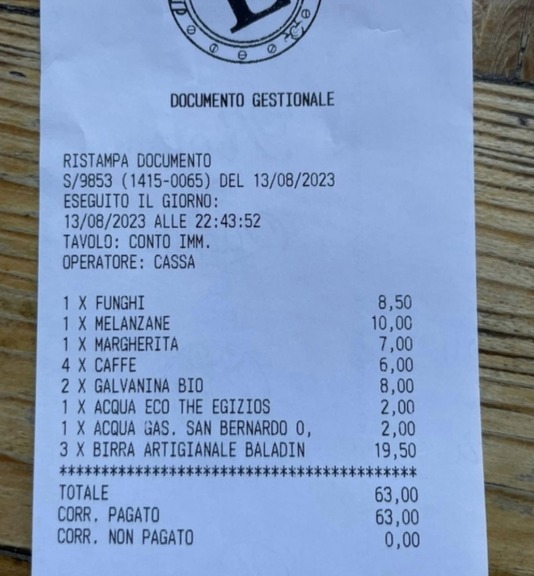 DOCUMENTO GESTIONALE
RISTAMPA DOCUMENTO
S/9853 (1415-0065) DEL 13/08/2023
ESEGUITO IL GIORNO:
13/08/2023 ALLE 22:43:52
TAVOLO: CONTO IMM.
OPERATORE: CASSA
1 X FUNGHI 8,50
1 X MELANZANE 10,00
1 X MARGHERITA 7,00
4 X CAFFE 6,00
2 X GALVANINA BIO 8,00
1 X ACQUA ECO THE EGIZIOS 2,00
1 X ACQUA GAS. SAN BERNARDO 0, 2,00
3 X BIRRA ARTIGIANALE BALADIN 19,50
******************************************
TOTALE 63,00
CORR. PAGATO 63,00
CORR. NON PAGATO 0,00